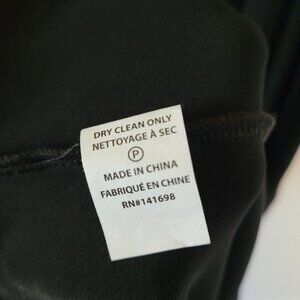 DRY CLEAN ONLY
NETTOYAGE À SEC
P
MADE IN CHINA
FABRIQUÉ EN CHINE
RN#141698